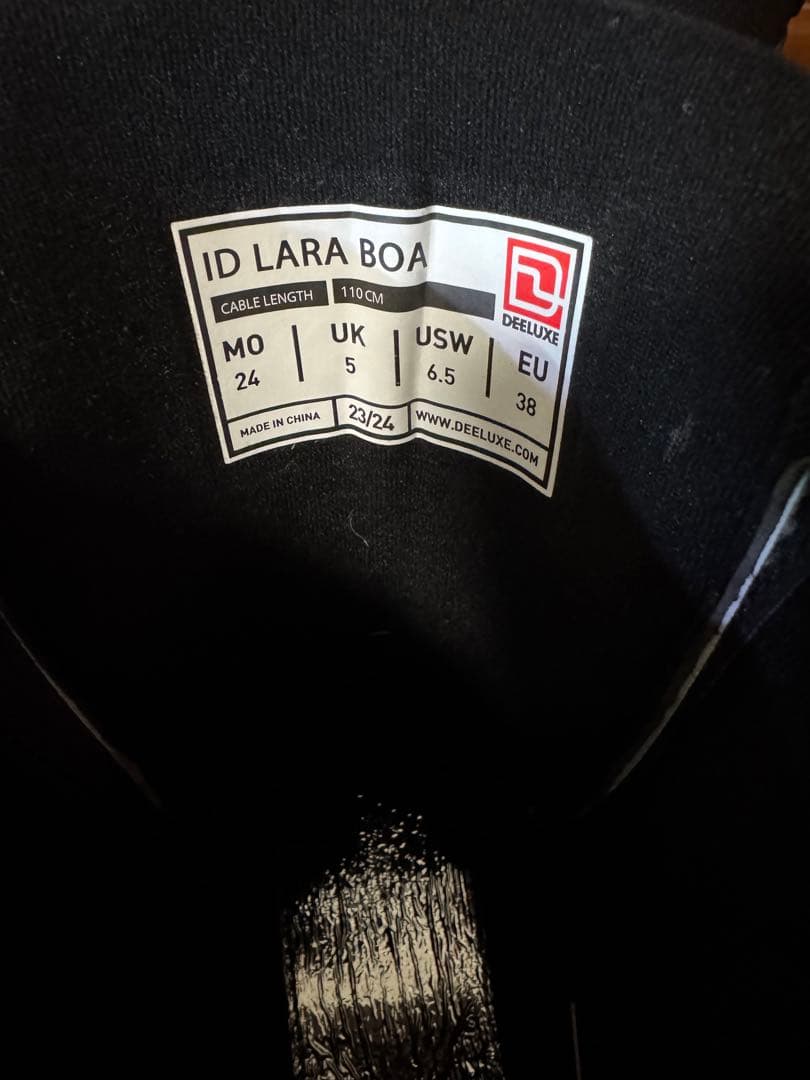 ID LARA BOA
DEELUXE
CABLE LENGTH 110 CM
MO UK USW EU
24 5 6.5 38
MADE IN CHINA 23/24 WWW.DEELUXE.COM